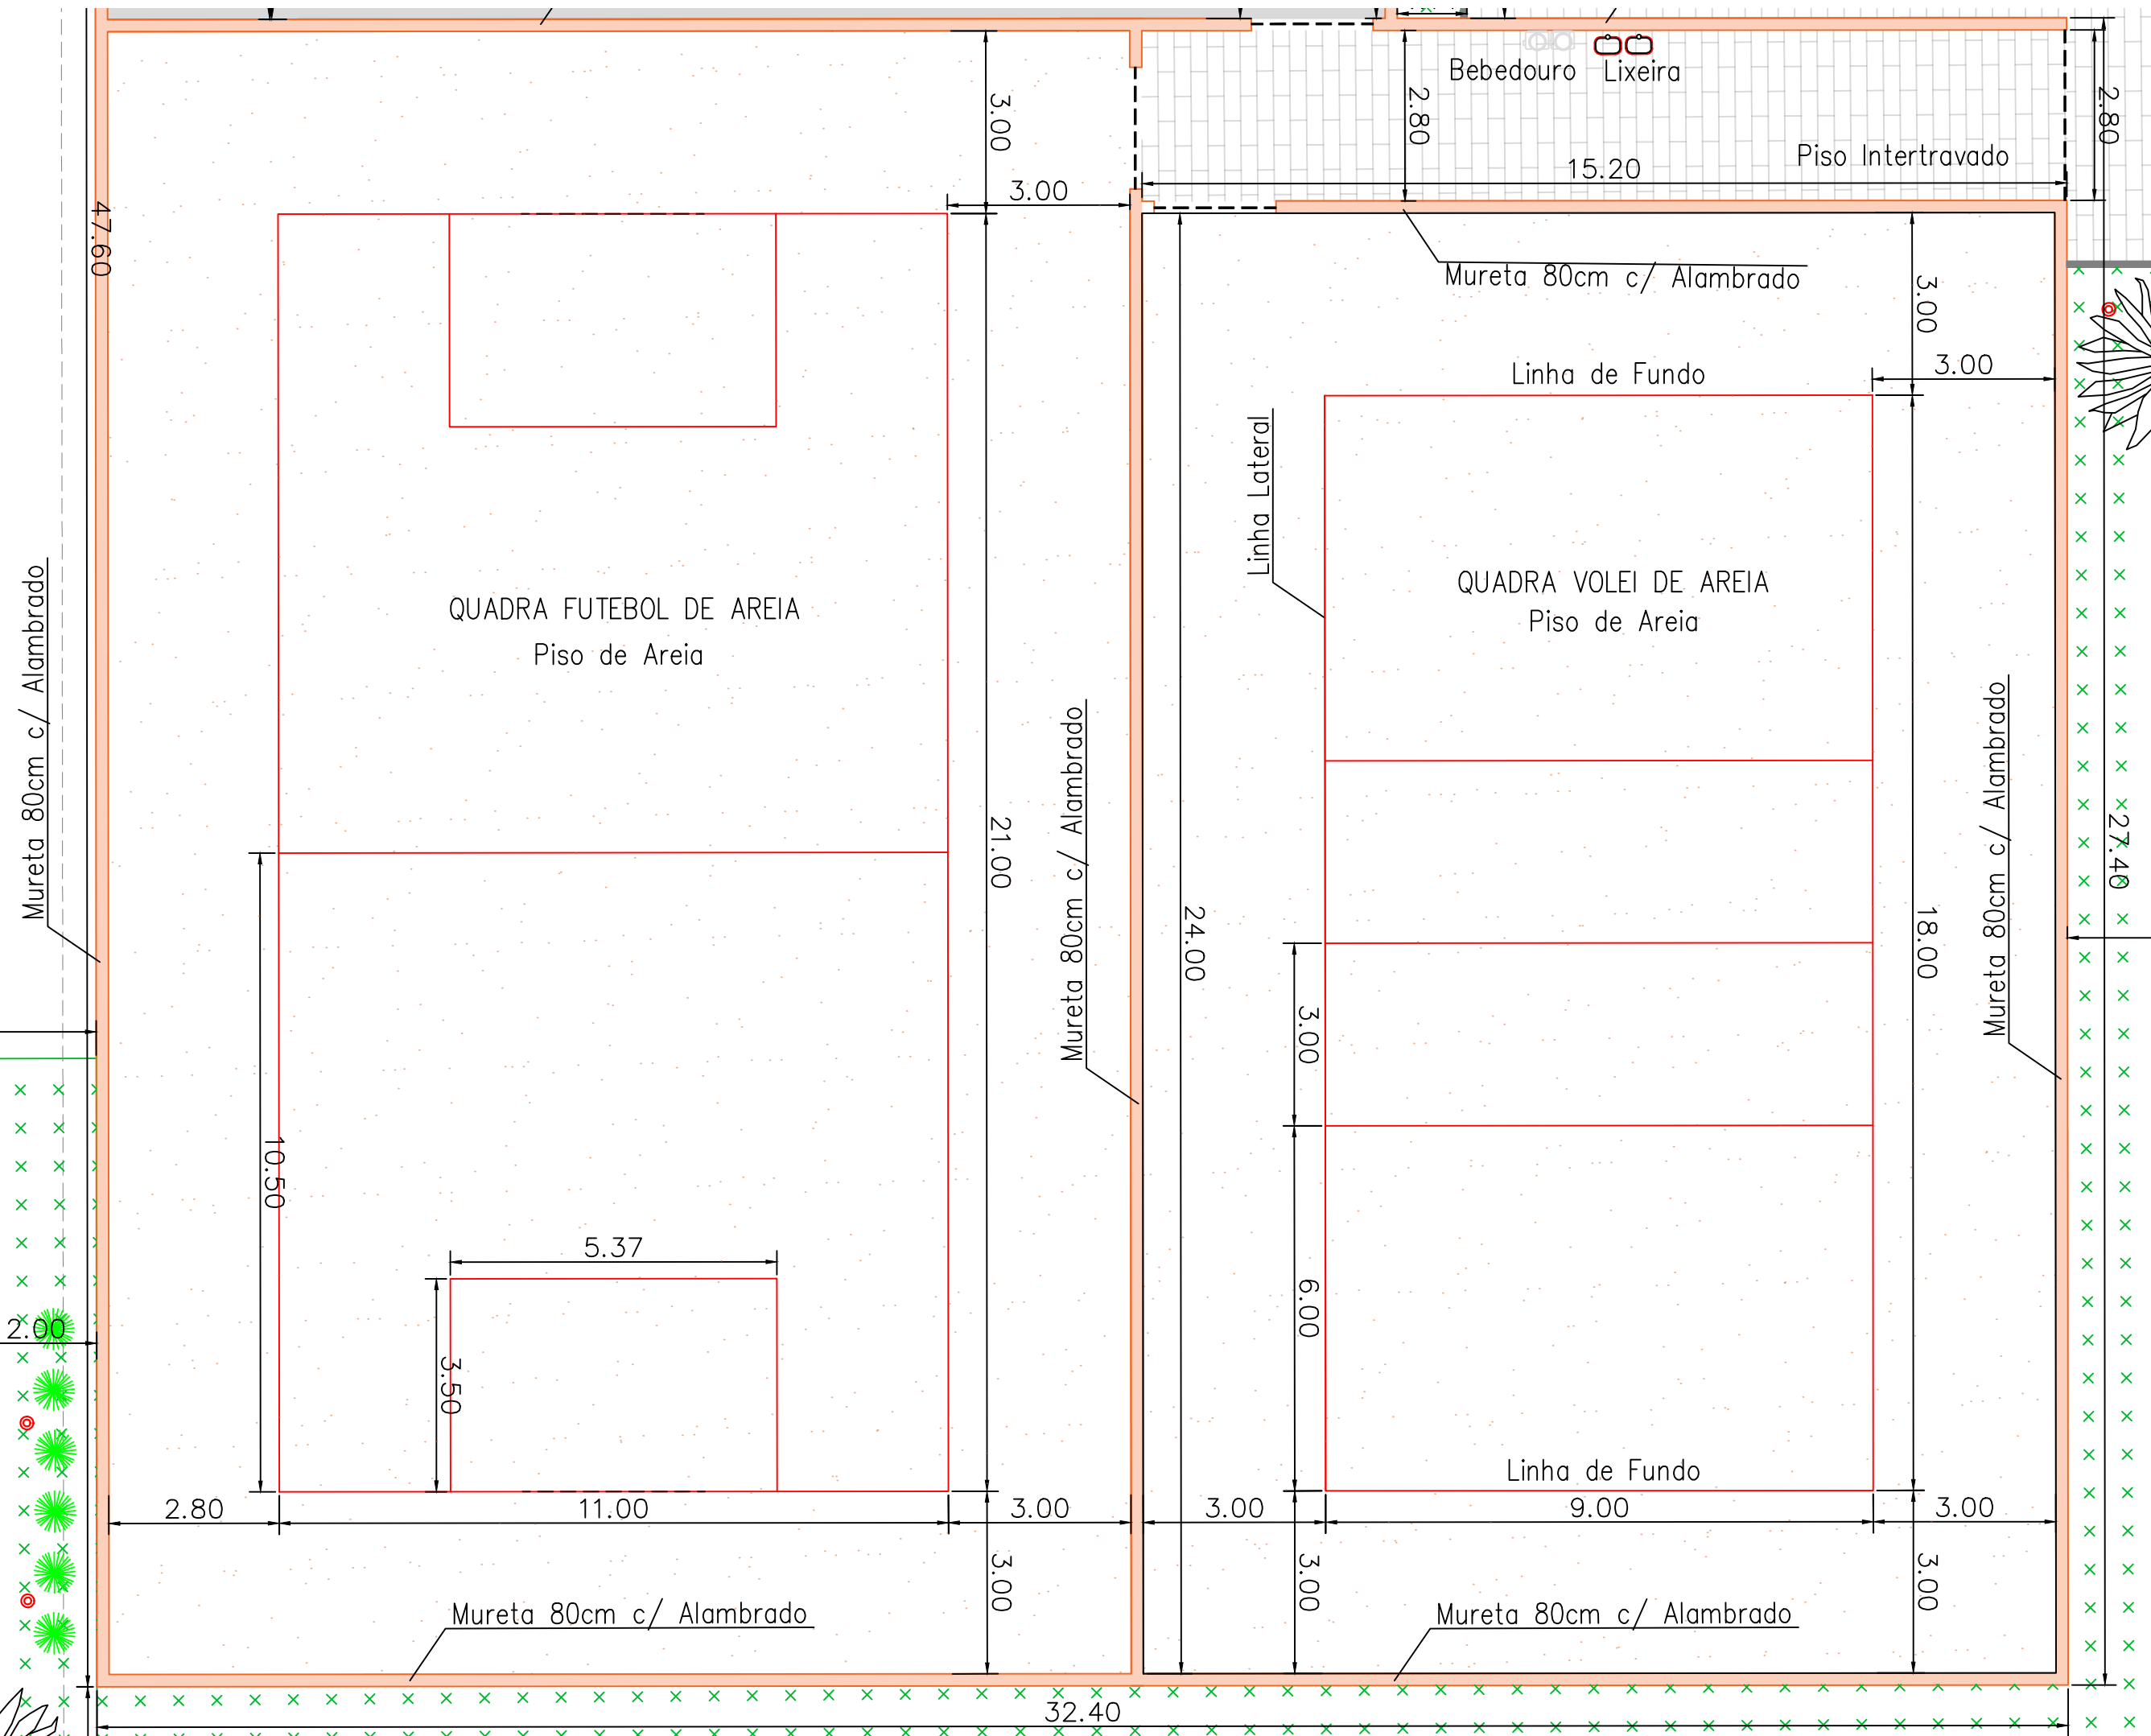 Bebedouro
Lixeira
3.00
2.80
2.80
Piso Intertravado
15.20
3.00
47.60
Mureta 80cm c/ Alambrado
3.00
3.00
Linha de Fundo
Linha Lateral
QUADRA FUTEBOL DE AREIA
Piso de Areia
QUADRA VOLEI DE AREIA
Piso de Areia
Mureta 80cm c/ Alambrado
Mureta 80cm c/ Alambrado
Mureta 80cm c/ Alambrado
21.00
24.00
18.00
27.40
3.00
10.50
5.37
6.00
2.00
3.50
Linha de Fundo
2.80
11.00
3.00
3.00
9.00
3.00
3.00
3.00
3.00
Mureta 80cm c/ Alambrado
Mureta 80cm c/ Alambrado
32.40